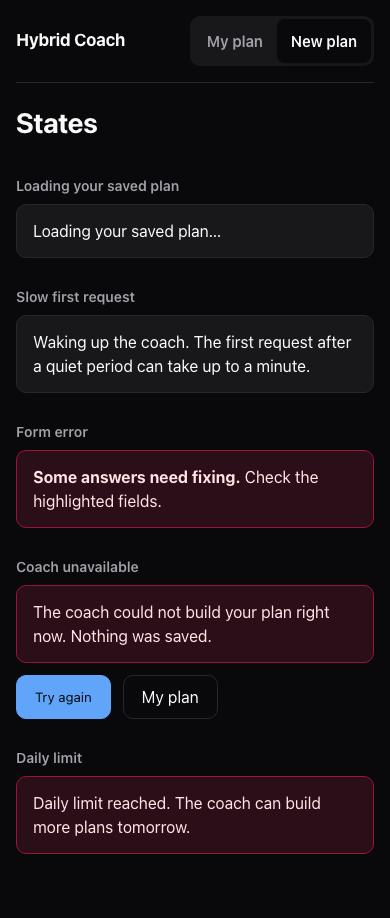 Hybrid Coach
My plan
New plan
States
Loading your saved plan
Loading your saved plan...
Slow first request
Waking up the coach. The first request after
a quiet period can take up to a minute.
Form error
Some answers need fixing. Check the
highlighted fields.
Coach unavailable
The coach could not build your plan right
now. Nothing was saved.
Try again
My plan
Daily limit
Daily limit reached. The coach can build
more plans tomorrow.